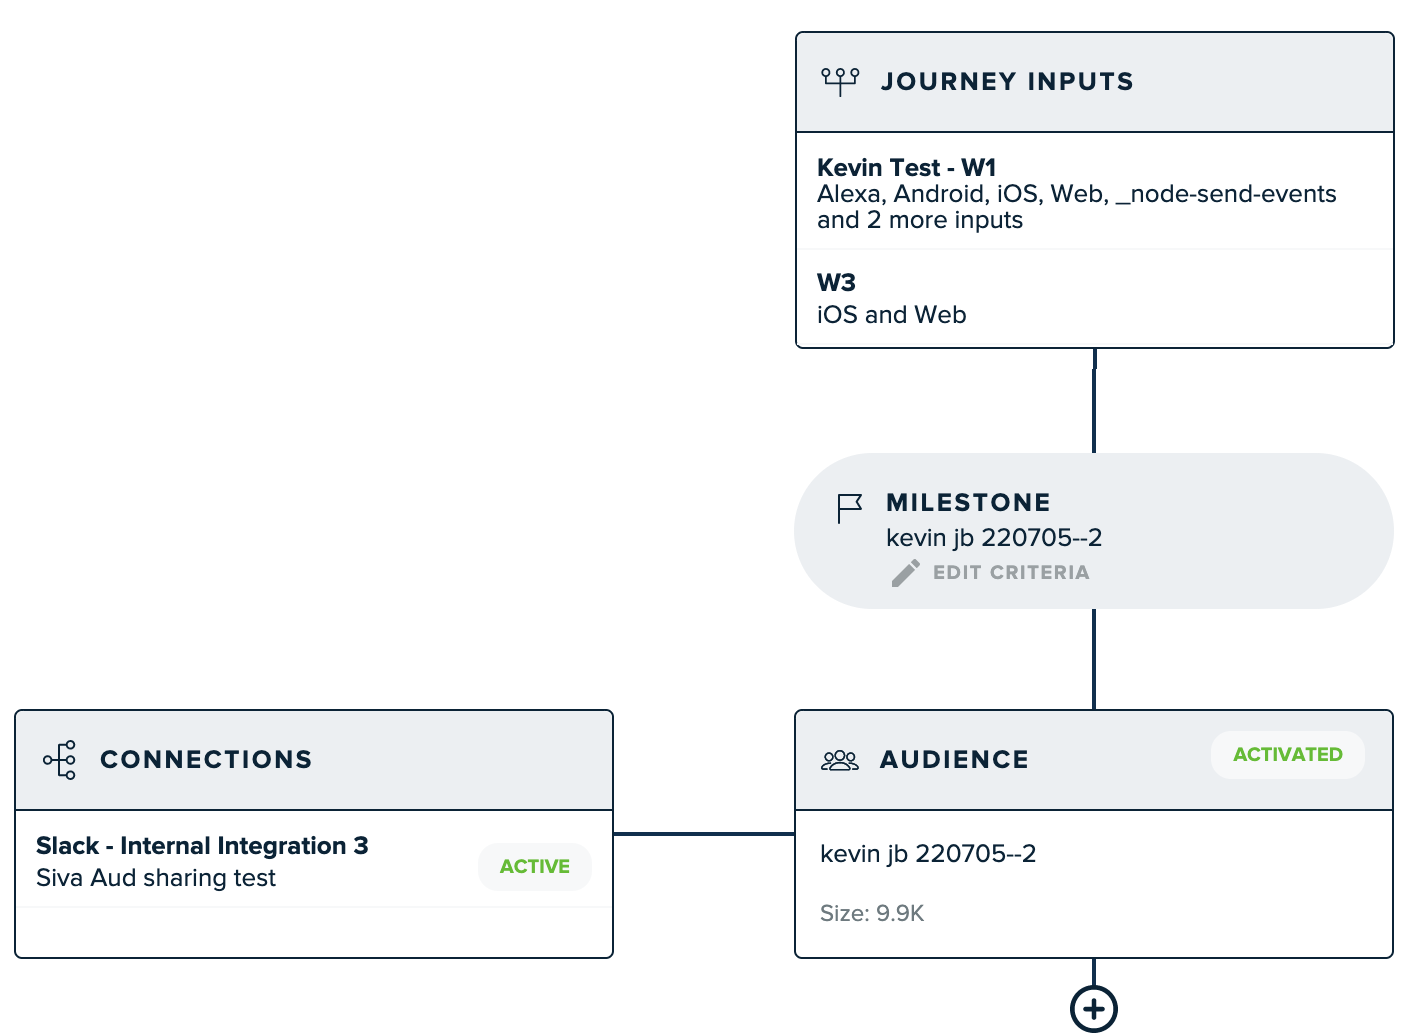 JOURNEY INPUTS
Kevin Test - W1
Alexa, Android, iOS, Web, _node-send-events
and 2 more inputs
W3
iOS and Web
MILESTONE
kevin jb 220705--2
EDIT CRITERIA
CONNECTIONS
Slack - Internal Integration 3
Siva Aud sharing test
ACTIVE
AUDIENCE
ACTIVATED
kevin jb 220705--2
Size: 9.9K